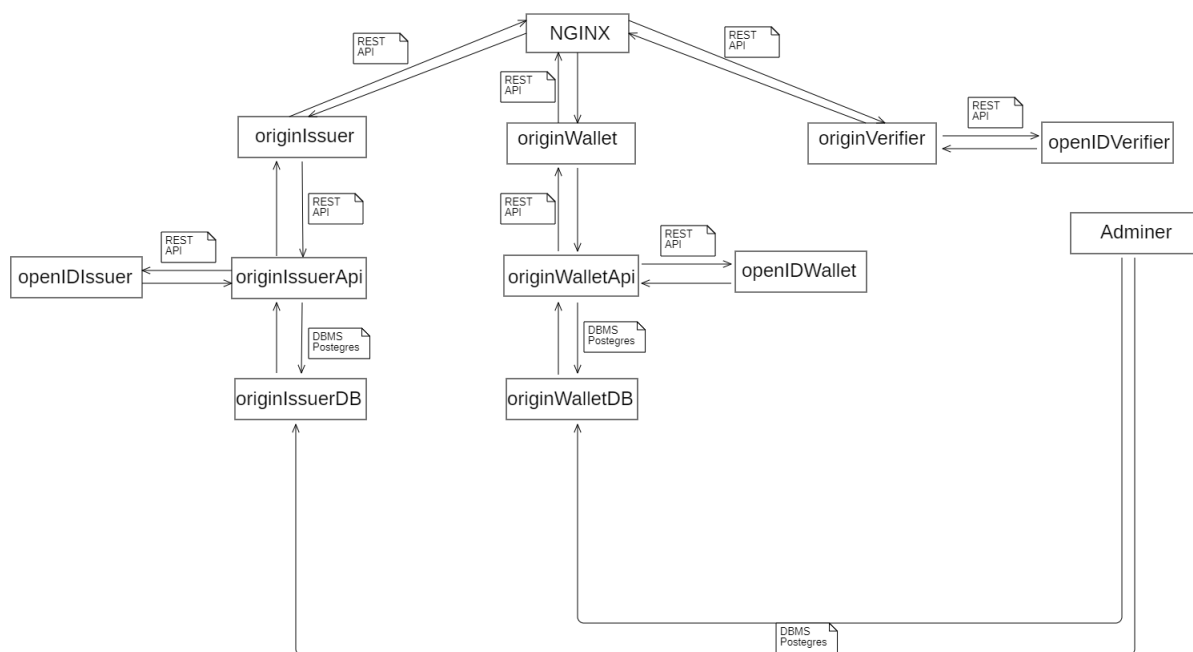 NGINX
REST
API
REST
API
REST
API
originIssuer
originWallet
originVerifier
REST
API
openIDVerifier
REST
API
REST
API
Adminer
REST
API
REST
API
openIDIssuer
originIssuerApi
originWalletApi
openIDWallet
DBMS
Postegres
DBMS
Postegres
originIssuerDB
originWalletDB
DBMS
Postegres